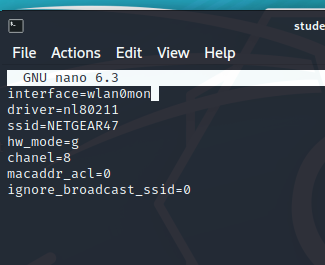 stude
File Actions Edit View Help
GNU nano 6.3
interface=wlan0mon
driver=nl80211
ssid=NETGEAR47
hw_mode=g
chanel=8
macaddr_acl=0
ignore_broadcast_ssid=0